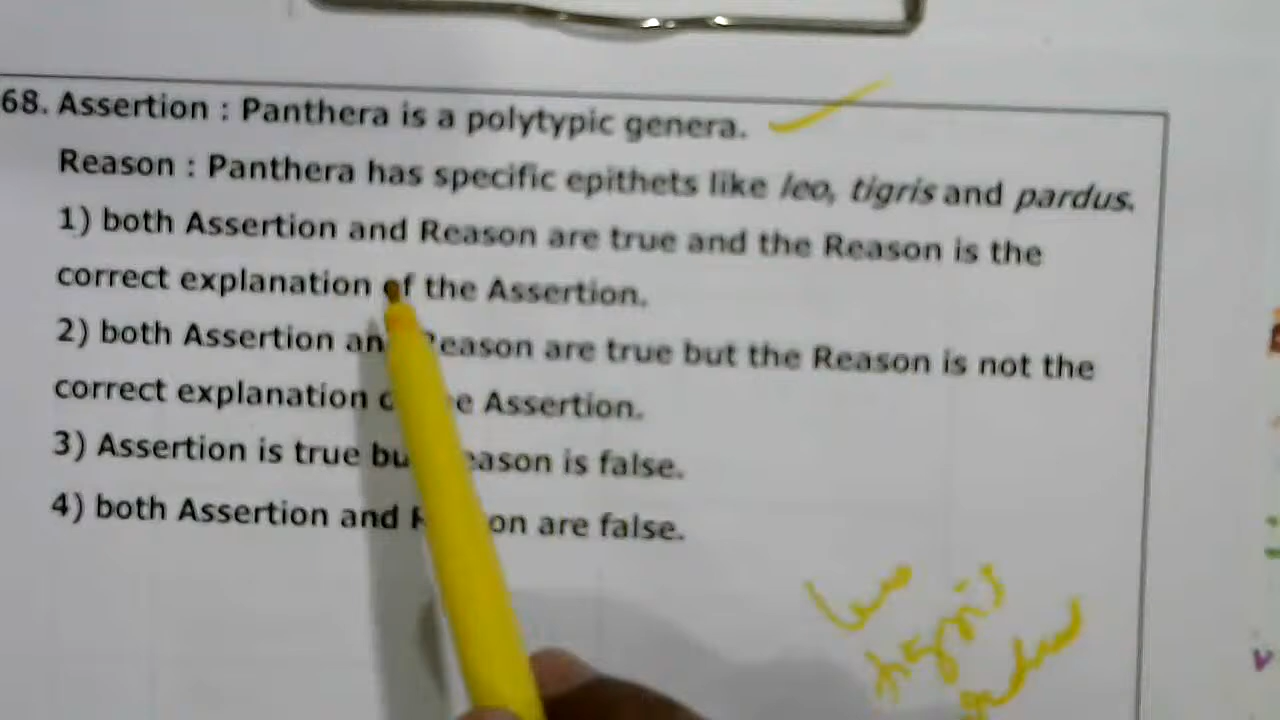 68. Assertion : Panthera is a polytypic genera.
Reason : Panthera has specific epithets like leo, tigris and pardus.
1) both Assertion and Reason are true and the Reason is the
correct explanation of the Assertion.
2) both Assertion an Reason are true but the Reason is not the
correct explanation e Assertion.
3) Assertion is true bu eason is false.
4) both Assertion and on are false.
leo
tigris